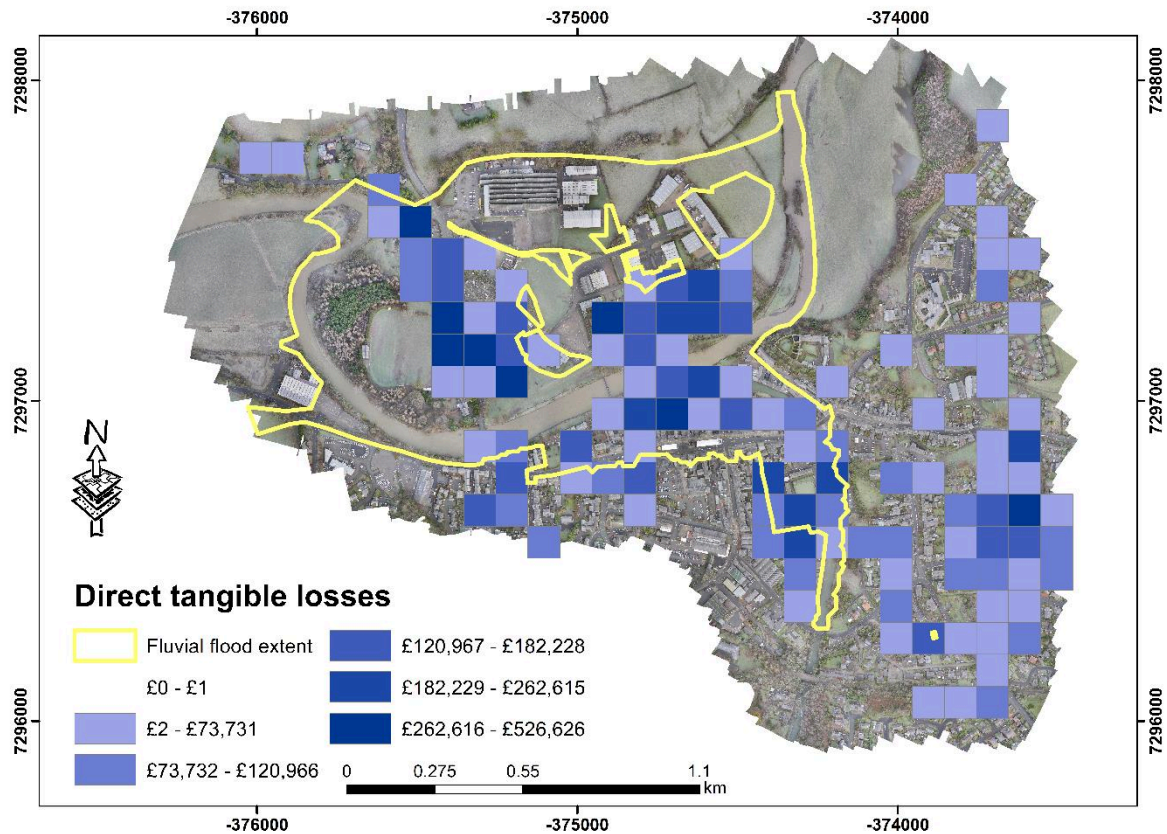 -376000 -375000 -374000
7298000 7298000
7297000 7297000
7296000 7296000
N
Direct tangible losses
Fluvial flood extent
£0 - £1
£2 - £73,731
£73,732 - £120,966
£120,967 - £182,228
£182,229 - £262,615
£262,616 - £526,626
0 0.275 0.55 1.1
km
-376000 -375000 -374000